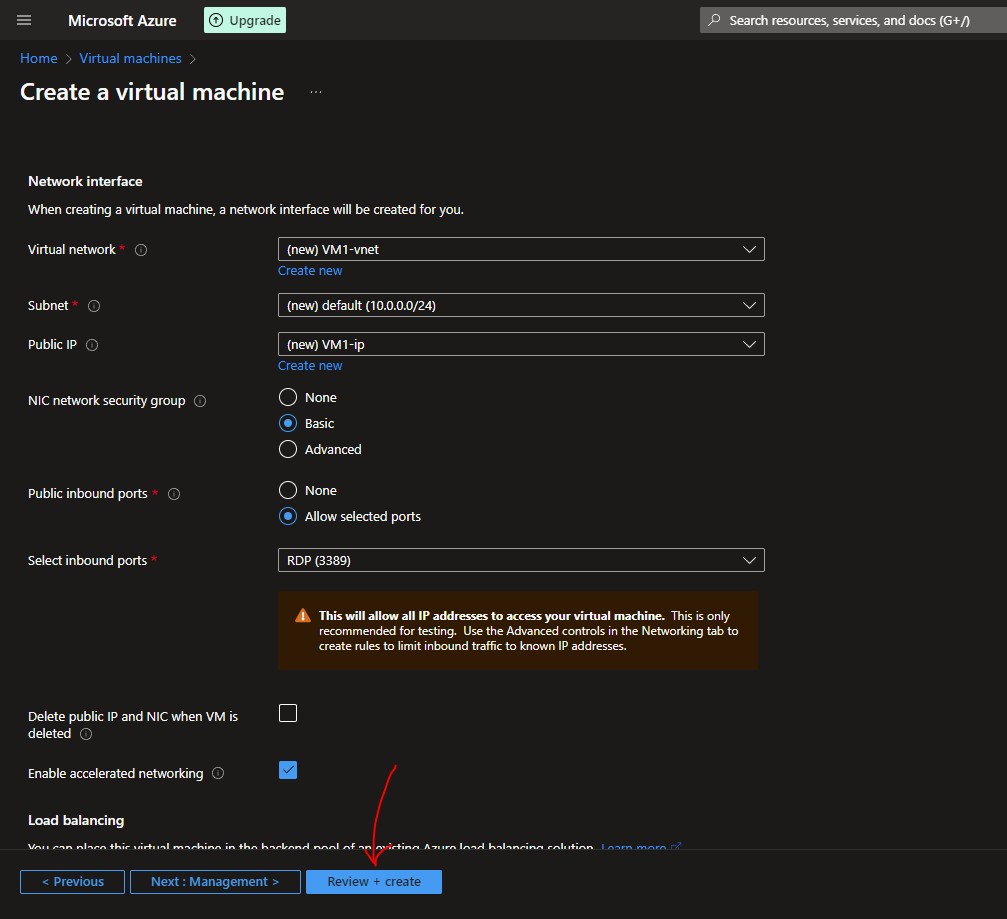 Microsoft Azure
Upgrade
Search resources, services, and docs (G+/)
Home > Virtual machines >
Create a virtual machine ...
Network interface
When creating a virtual machine, a network interface will be created for you.
Virtual network *
(new) VM1-vnet
Create new
Subnet *
(new) default (10.0.0.0/24)
Public IP
(new) VM1-ip
Create new
NIC network security group
None
Basic
Advanced
Public inbound ports *
None
Allow selected ports
Select inbound ports *
RDP (3389)
This will allow all IP addresses to access your virtual machine. This is only
recommended for testing. Use the Advanced controls in the Networking tab to
create rules to limit inbound traffic to known IP addresses.
Delete public IP and NIC when VM is
deleted
Enable accelerated networking
Load balancing
You can place this virtual machine in the backend pool of an existing Azure load balancing solution. Learn more
< Previous
Next : Management >
Review + create